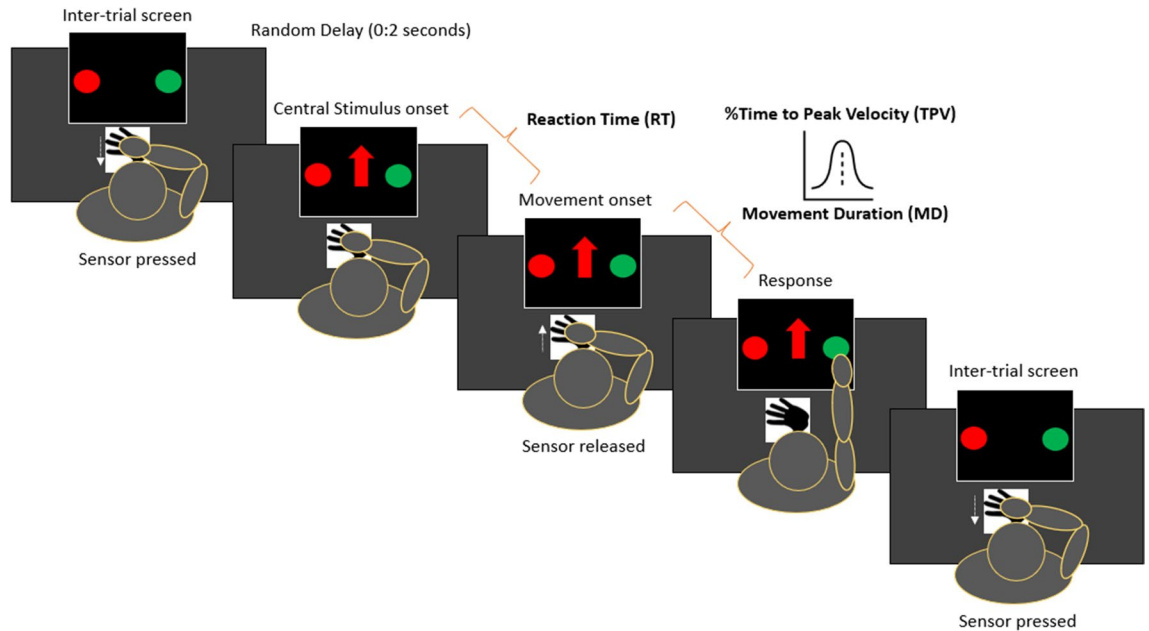 Inter-trial screen
Random Delay (0:2 seconds)
Sensor pressed
Central Stimulus onset
Reaction Time (RT)
%Time to Peak Velocity (TPV)
Movement Duration (MD)
Movement onset
Sensor released
Response
Inter-trial screen
Sensor pressed